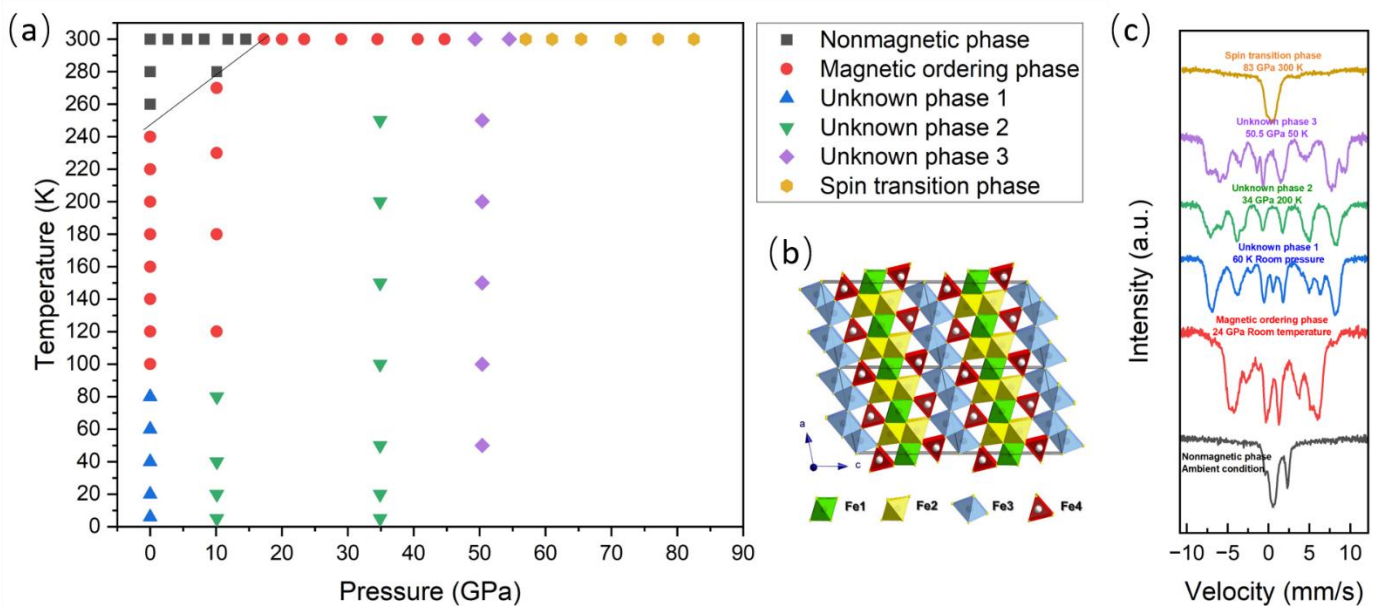 (a)
Temperature (K)
300
280
260
240
220
200
180
160
140
120
100
80
60
40
20
0
0 10 20 30 40 50 60 70 80 90
Pressure (GPa)
Nonmagnetic phase
Magnetic ordering phase
Unknown phase 1
Unknown phase 2
Unknown phase 3
Spin transition phase
(b)
a
c
Fe1 Fe2 Fe3 Fe4
(c)
Intensity (a.u.)
Spin transition phase
83 GPa 300 K
Unknown phase 3
50.5 GPa 50 K
Unknown phase 2
34 GPa 200 K
Unknown phase 1
60 K Room pressure
Magnetic ordering phase
24 GPa Room temperature
Nonmagnetic phase
Ambient condition
−10 −5 0 5 10
Velocity (mm/s)